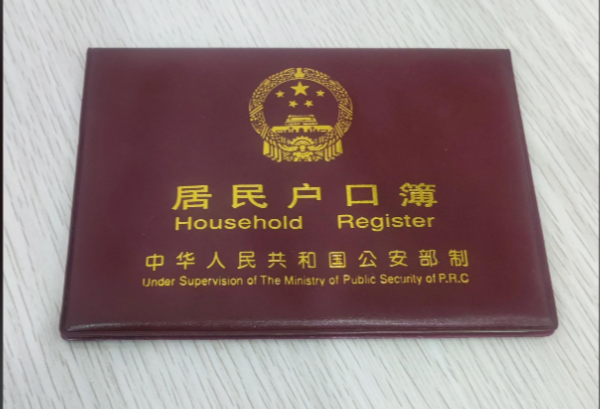 居民户口簿
Household Register
中华人民共和国公安部制
Under Supervision of The Ministry of Public Security of P.R.C